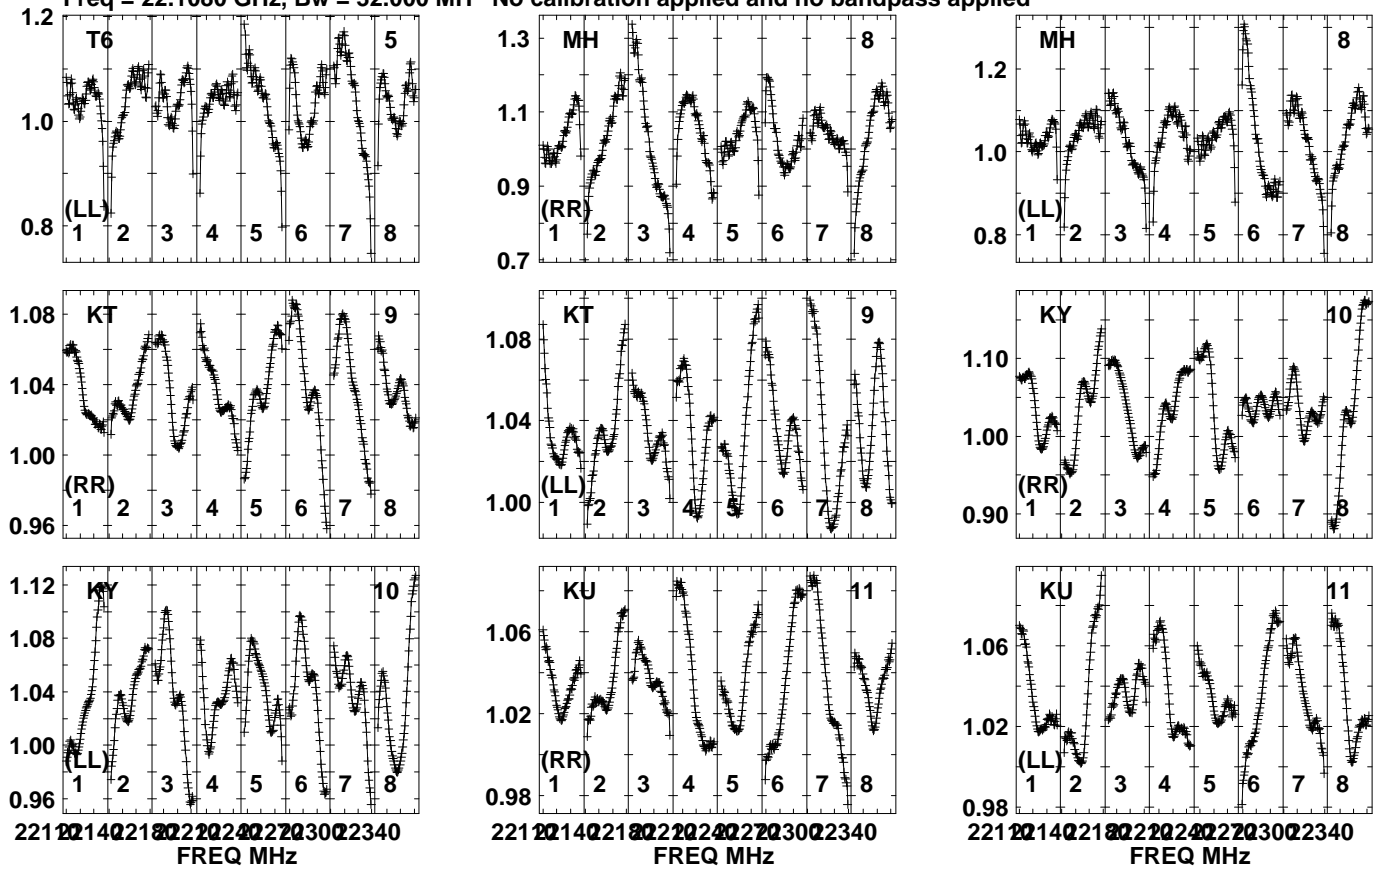 Freq = 22.1080 GHz, Bw = 32.000 MH No calibration applied and no bandpass applied
1.2
1.0
0.8
T6 5
(LL)
1 2 3 4 5 6 7 8
1.3
1.1
0.9
0.7
MH 8
(RR)
1 2 3 4 5 6 7 8
1.2
1.0
0.8
MH 8
(LL)
1 2 3 4 5 6 7 8
1.08
1.04
1.00
0.96
KT 9
(RR)
1 2 3 4 5 6 7 8
1.08
1.04
1.00
KT 9
(LL)
1 2 3 4 5 6 7 8
1.10
1.00
0.90
KY 10
(RR)
1 2 3 4 5 6 7 8
1.12
1.08
1.04
1.00
0.96
KY 10
(LL)
1 2 3 4 5 6 7 8
FREQ MHz
1.06
1.02
0.98
KU 11
(RR)
1 2 3 4 5 6 7 8
FREQ MHz
1.06
1.02
0.98
KU 11
(LL)
1 2 3 4 5 6 7 8
FREQ MHz